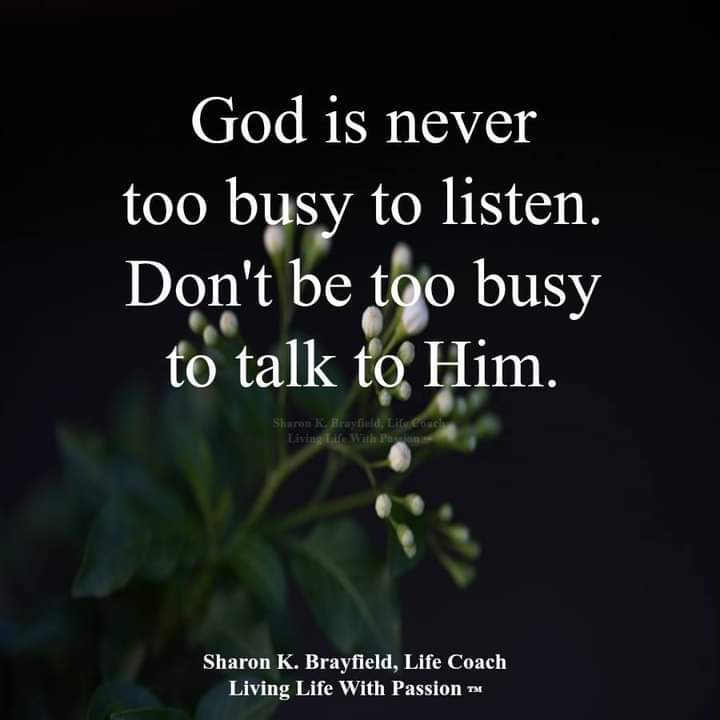 God is never
too busy to listen.
Don't be too busy
to talk to Him.
Sharon K. Brayfield, Life Coach
Living Life With Passion ™
Sharon K. Brayfield, Life Coach
Living Life With Passion ™